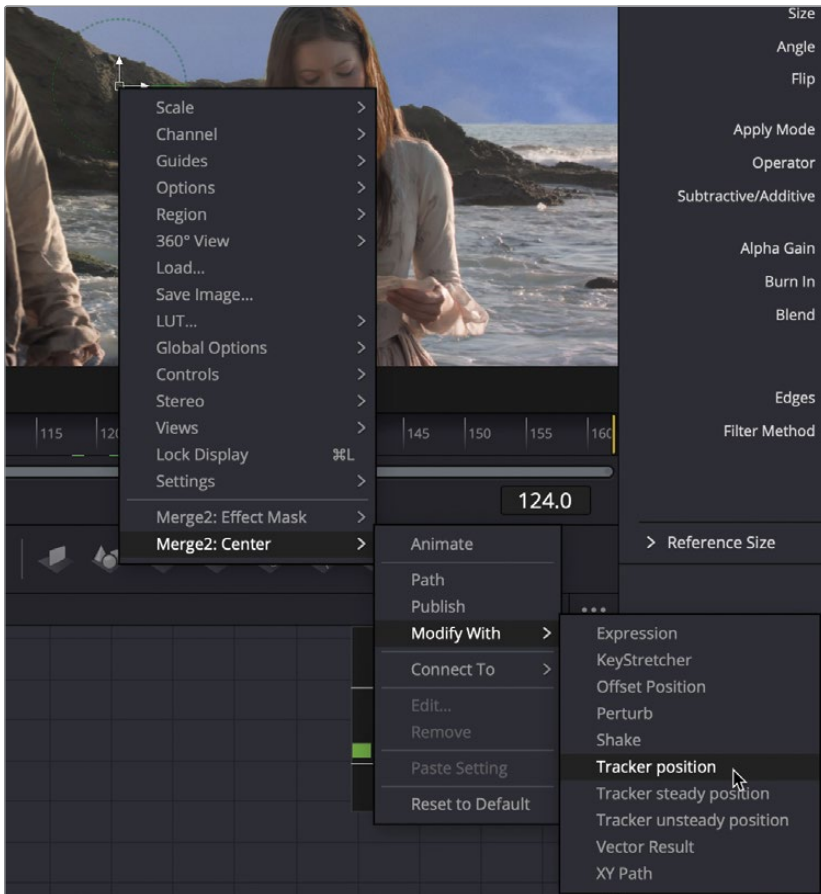 Size
Angle
Flip
Apply Mode
Operator
Subtractive/Additive
Alpha Gain
Burn In
Blend
Edges
Filter Method
Scale
Channel
Guides
Options
Region
360° View
Load...
Save Image...
LUT...
Global Options
Controls
Stereo
Views
Lock Display ⌘L
Settings
Merge2: Effect Mask
Merge2: Center
115 145 150 155
124.0
Reference Size
Animate
Path
Publish
Modify With
Connect To
Edit...
Remove
Paste Setting
Reset to Default
Expression
KeyStretcher
Offset Position
Perturb
Shake
Tracker position
Tracker steady position
Tracker unsteady position
Vector Result
XY Path